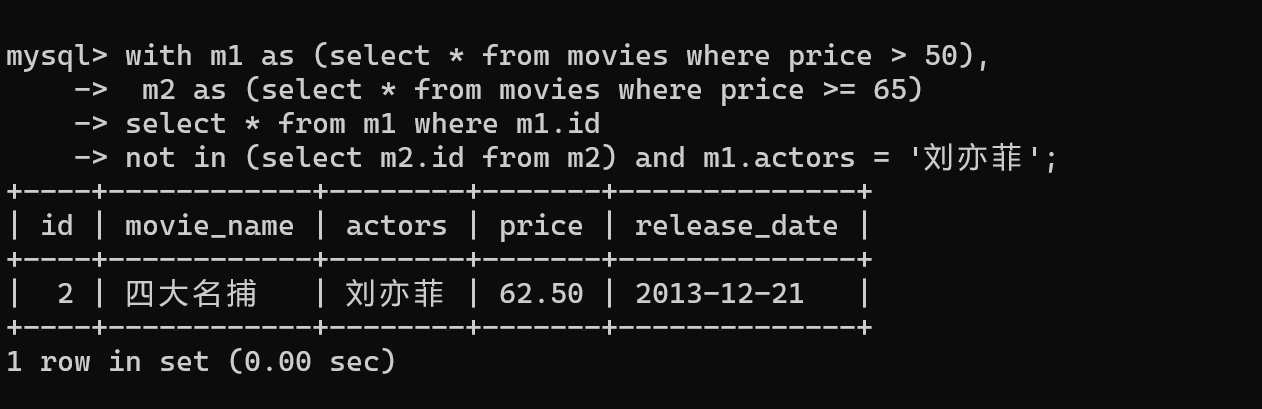 mysql> with m1 as (select * from movies where price > 50),
    ->  m2 as (select * from movies where price >= 65)
    -> select * from m1 where m1.id
    -> not in (select m2.id from m2) and m1.actors = '刘亦菲';
+----+------------+--------+-------+--------------+
| id | movie_name | actors | price | release_date |
+----+------------+--------+-------+--------------+
|  2 | 四大名捕   | 刘亦菲 | 62.50 | 2013-12-21   |
+----+------------+--------+-------+--------------+
1 row in set (0.00 sec)